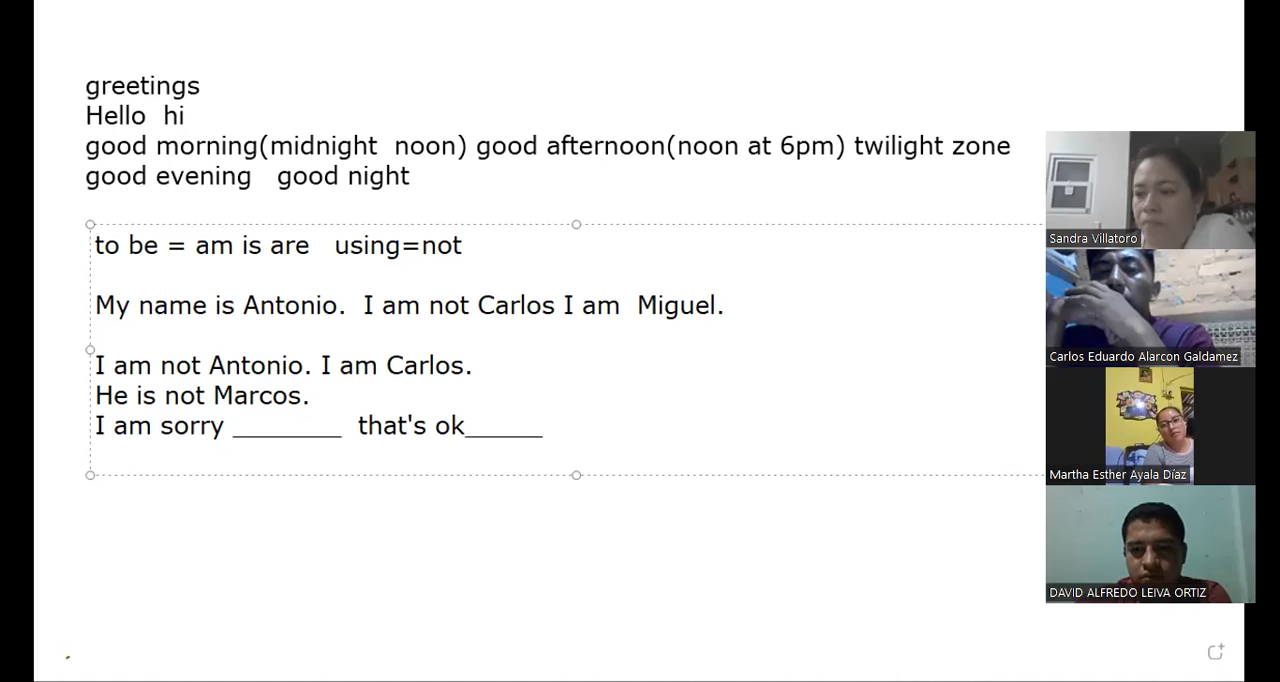 greetings
Hello  hi
good morning(midnight  noon) good afternoon(noon at 6pm) twilight zone
good evening   good night
to be = am is are   using=not
My name is Antonio.  I am not Carlos I am  Miguel.
I am not Antonio. I am Carlos.
He is not Marcos.
I am sorry ________  that's ok______
Sandra Villatoro
Carlos Eduardo Alarcon Galdamez
Martha Esther Ayala Díaz
DAVID ALFREDO LEIVA ORTIZ